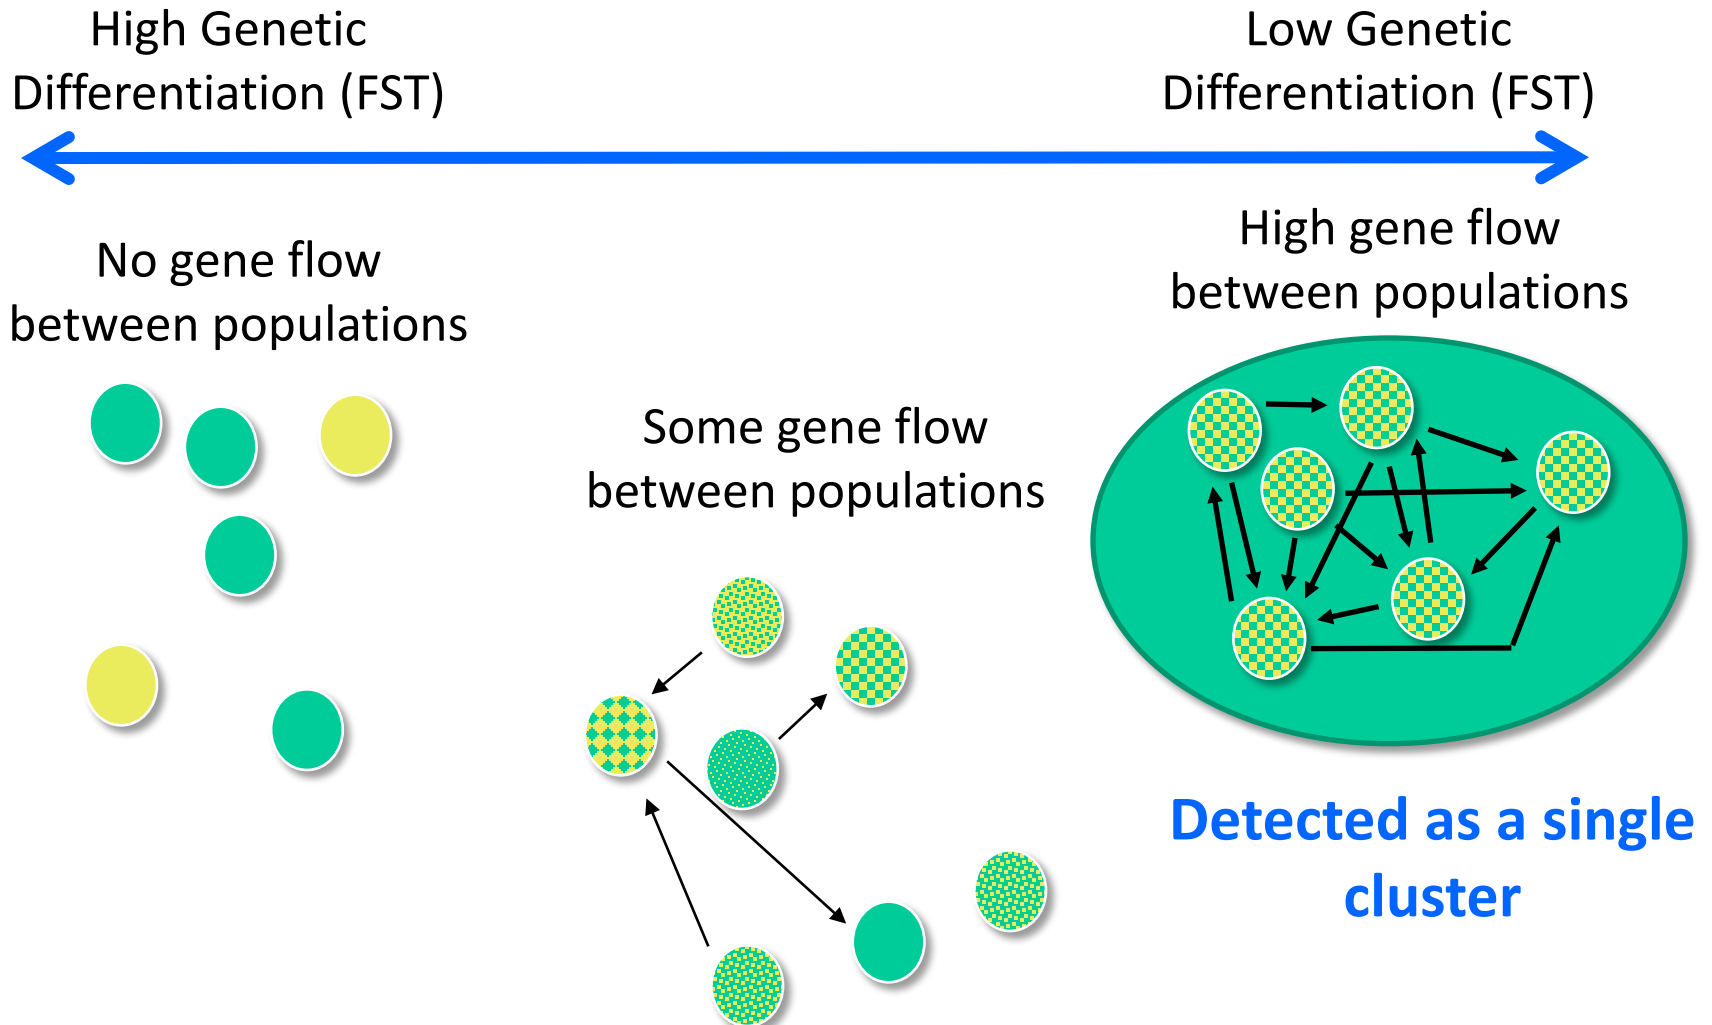 High Genetic
Differentiation (FST)
Low Genetic
Differentiation (FST)
No gene flow
between populations
Some gene flow
between populations
High gene flow
between populations
Detected as a single
cluster